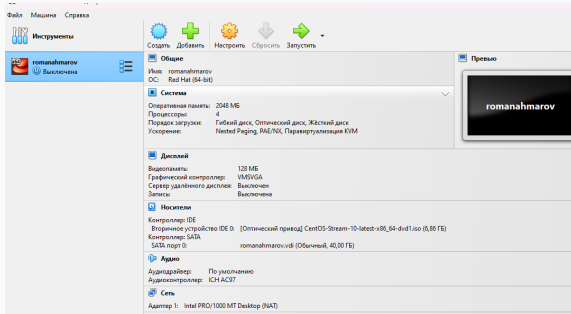 Файл Машина Справка
Инструменты
Создать Добавить Настроить Сбросить Запустить
romanahmarov
Выключена
Общие
Имя: romanahmarov
ОС: Red Hat (64-bit)
Превью
romanahmarov
Система
Оперативная память: 2048 МБ
Процессоры: 4
Порядок загрузки: Гибкий диск, Оптический диск, Жёсткий диск
Ускорение: Nested Paging, PAE/NX, Паравиртуализация KVM
Дисплей
Видеопамять: 128 МБ
Графический контроллер: VMSVGA
Сервер удалённого дисплея: Выключен
Запись: Выключена
Носители
Контроллер: IDE
Вторичное устройство IDE 0: [Оптический привод] CentOS-Stream-10-latest-x86_64-dvd1.iso (6,86 ГБ)
Контроллер: SATA
SATA порт 0: romanahmarov.vdi (Обычный, 40,00 ГБ)
Аудио
Аудиодрайвер: По умолчанию
Аудиоконтроллер: ICH AC97
Сеть
Адаптер 1: Intel PRO/1000 MT Desktop (NAT)